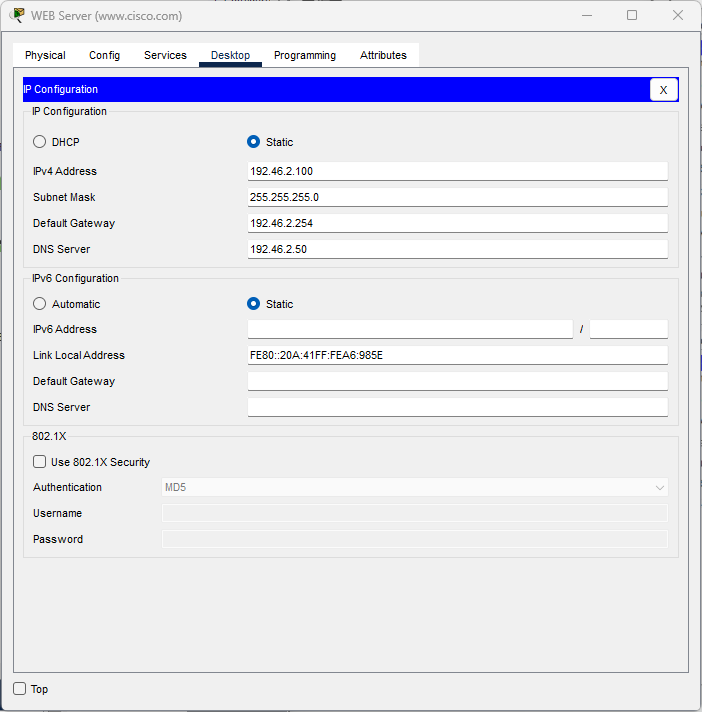 WEB Server (www.cisco.com)
Physical Config Services Desktop Programming Attributes
IP Configuration X
IP Configuration
DHCP Static
IPv4 Address 192.46.2.100
Subnet Mask 255.255.255.0
Default Gateway 192.46.2.254
DNS Server 192.46.2.50
IPv6 Configuration
Automatic Static
IPv6 Address /
Link Local Address FE80::20A:41FF:FEA6:985E
Default Gateway
DNS Server
802.1X
Use 802.1X Security
Authentication MD5
Username
Password
Top